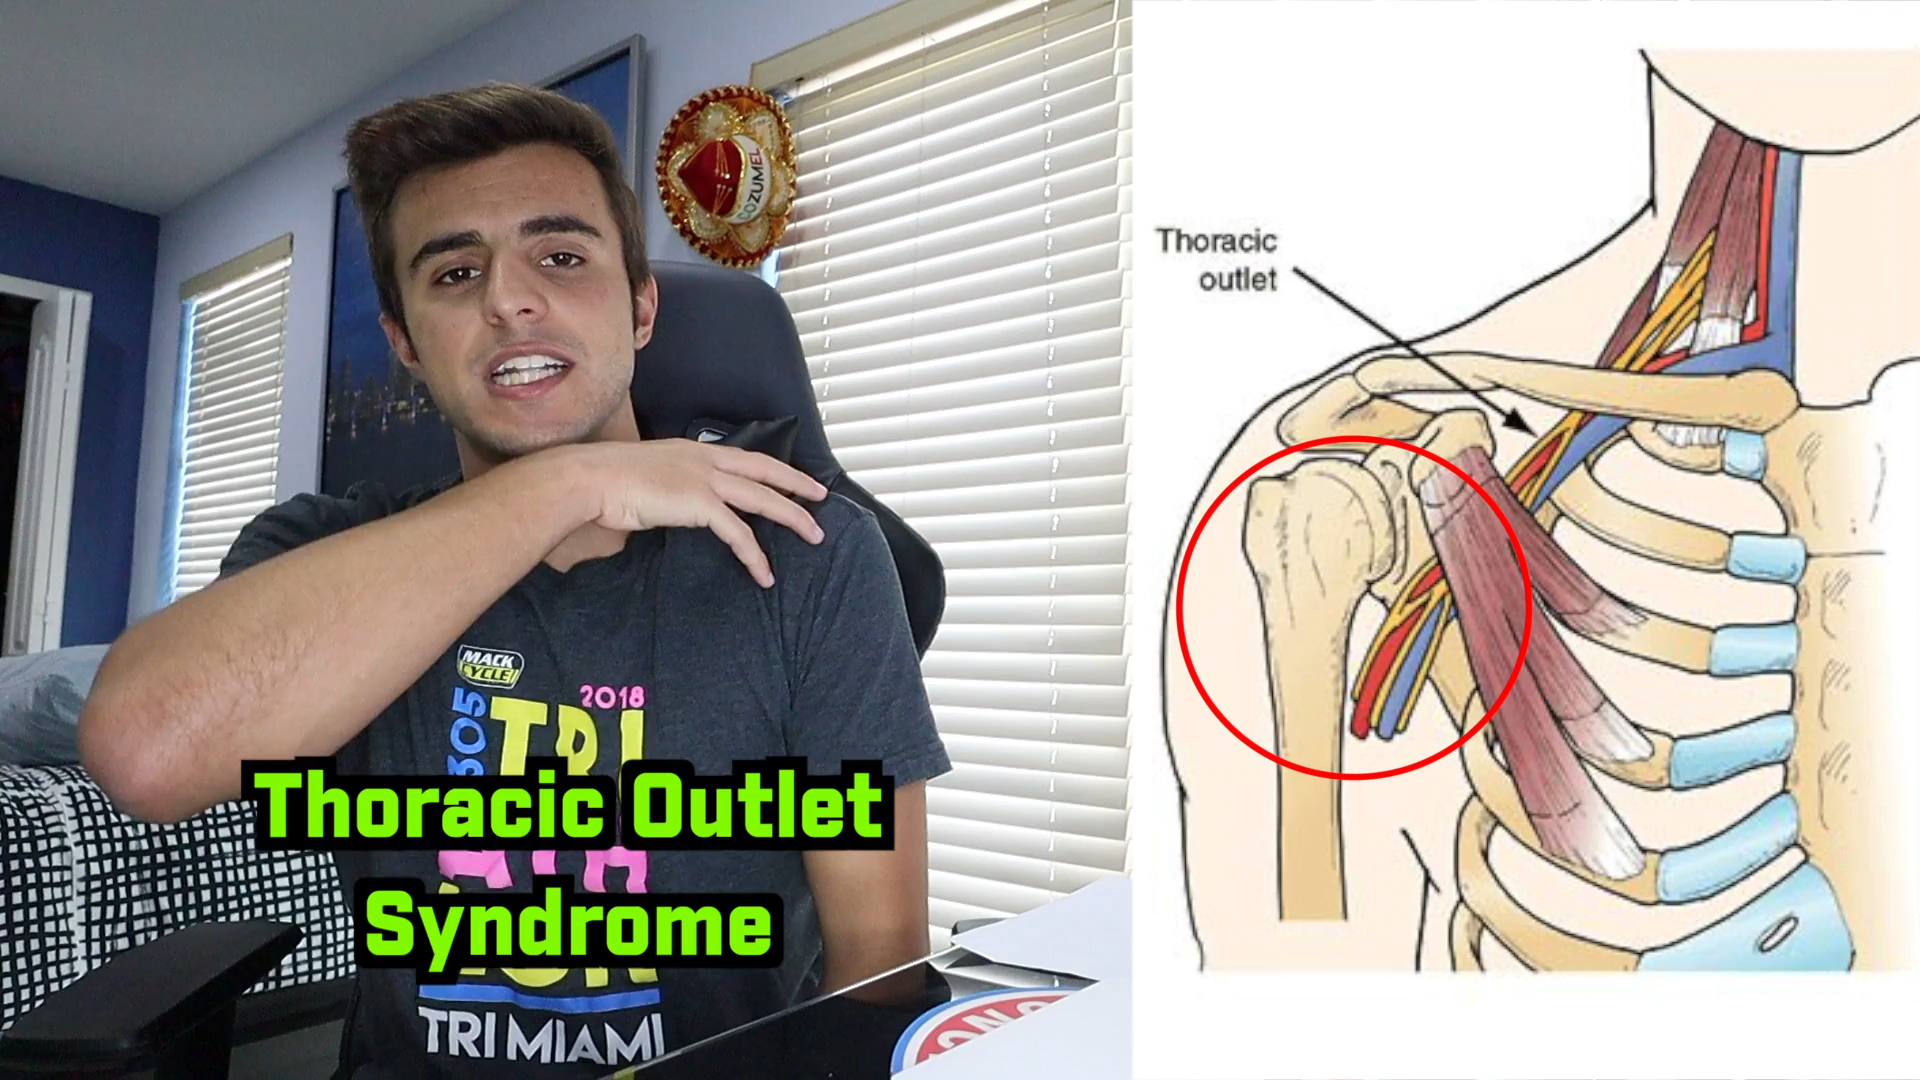 COZUMEL
MACK
CYCLE
305
2018
TRI
Thoracic Outlet
Syndrome
TRI MIAMI
Thoracic
outlet